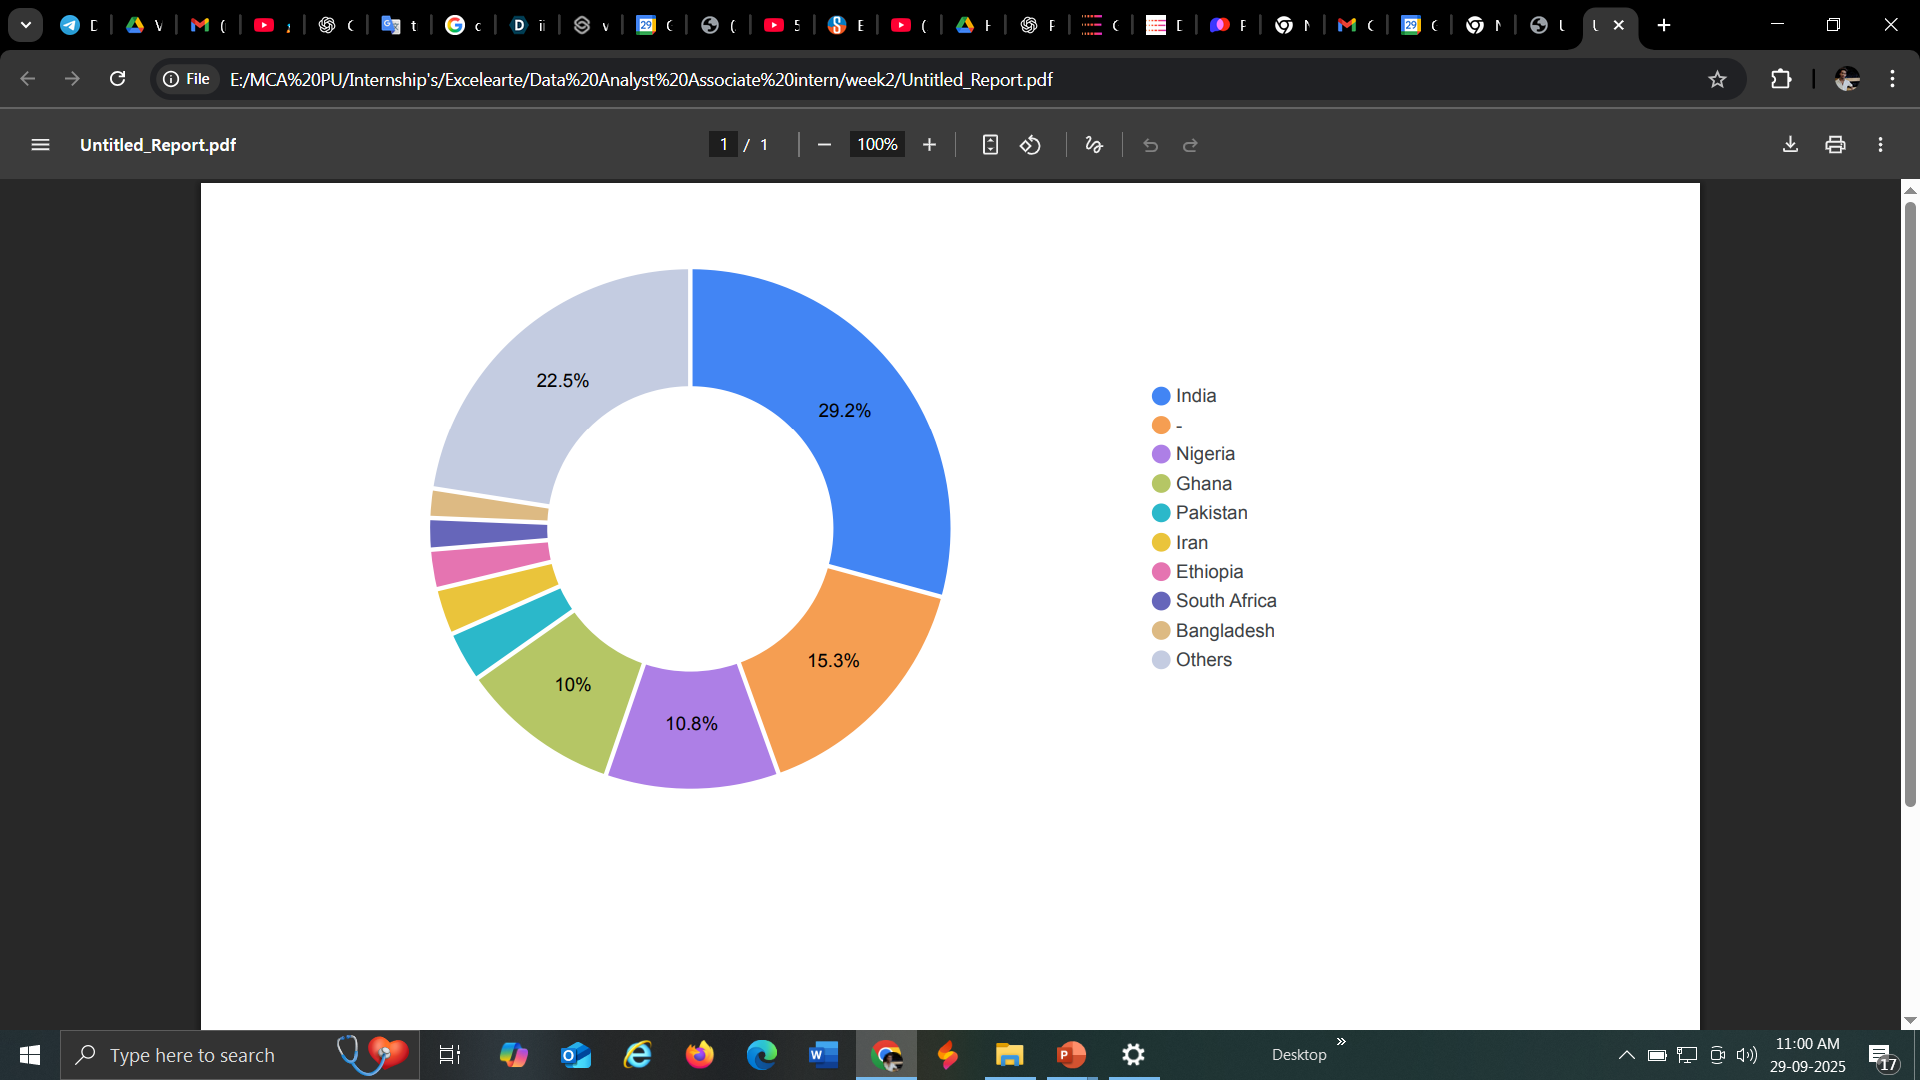 File
E:/MCA%20PU/Internship's/Excelearte/Data%20Analyst%20Associate%20intern/week2/Untitled_Report.pdf
Untitled_Report.pdf
1 / 1
100%
22.5%
29.2%
15.3%
10%
10.8%
India
-
Nigeria
Ghana
Pakistan
Iran
Ethiopia
South Africa
Bangladesh
Others
Type here to search
Desktop
11:00 AM
29-09-2025
17